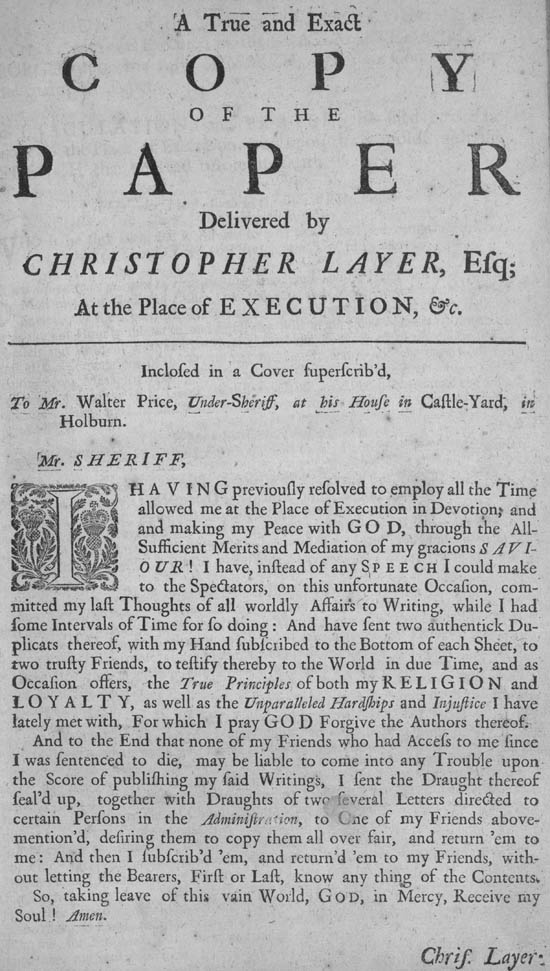 A True and Exact
COPY
OF THE
PAPER
Delivered by
CHRISTOPHER LAYER, Eſq;
At the Place of EXECUTION, &c.
Incloſed in a Cover ſuperſcrib'd,
To Mr. Walter Price, Under-Sheriff, at his Houſe in Caſtle-Yard, in
Holburn.
Mr. SHERIFF,
I HAVING previouſly reſolved to employ all the Time
allowed me at the Place of Execution in Devotion, and
and making my Peace with GOD, through the All-
Sufficient Merits and Mediation of my gracions SAVI-
OUR! I have, inſtead of any SPEECH I could make
to the Spectators, on this unfortunate Occaſion, com-
mitted my laſt Thoughts of all worldly Affairs to Writing, while I had
ſome Intervals of Time for ſo doing: And have ſent two authentick Du-
plicats thereof, with my Hand ſubſcribed to the Bottom of each Sheet, to
two truſty Friends, to teſtify thereby to the World in due Time, and as
Occaſion offers, the True Principles of both my RELIGION and
LOYALTY, as well as the Unparalleled Hardſhips and Injuſtice I have
lately met with, For which I pray GOD Forgive the Authors thereof.
And to the End that none of my Friends who had Acceſs to me ſince
I was ſentenced to die, may be liable to come into any Trouble upon
the Score of publiſhing my ſaid Writings, I ſent the Draught thereof
ſeal'd up, together with Draughts of two ſeveral Letters directed to
certain Perſons in the Adminiſtration, to One of my Friends above-
mention'd, deſiring them to copy them all over fair, and return 'em to
me: And then I ſubſcrib'd 'em, and return'd 'em to my Friends, with-
out letting the Bearers, Firſt or Laſt, know any thing of the Contents.
So, taking leave of this vain World, GOD, in Mercy, Receive my
Soul! Amen.
Chriſ. Layer.